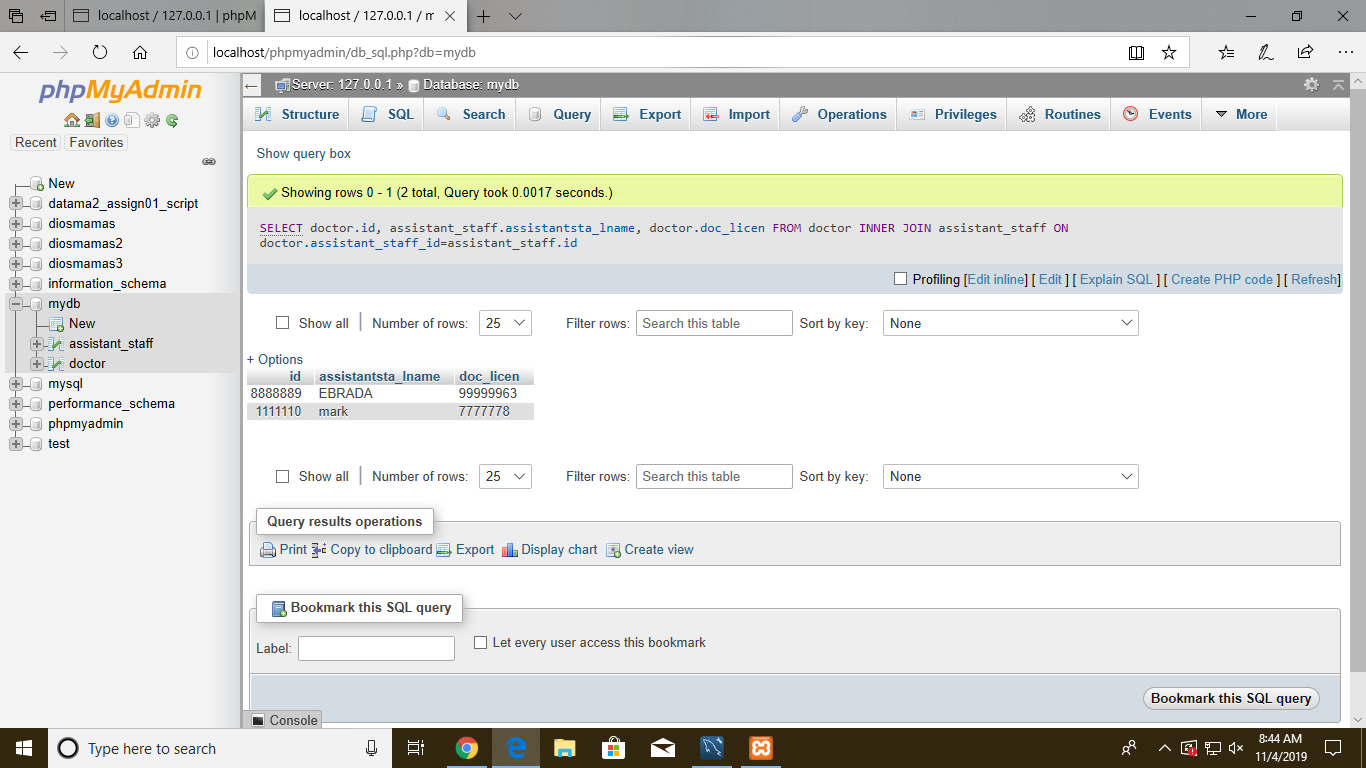 localhost / 127.0.0.1 | phpM
localhost / 127.0.0.1 / m
localhost/phpmyadmin/db_sql.php?db=mydb
phpMyAdmin
Recent Favorites
New
datama2_assign01_script
diosmamas
diosmamas2
diosmamas3
information_schema
mydb
New
assistant_staff
doctor
mysql
performance_schema
phpmyadmin
test
Server: 127.0.0.1 » Database: mydb
Structure SQL Search Query Export Import Operations Privileges Routines Events More
Show query box
Showing rows 0 - 1 (2 total, Query took 0.0017 seconds.)
SELECT doctor.id, assistant_staff.assistantsta_lname, doctor.doc_licen FROM doctor INNER JOIN assistant_staff ON
doctor.assistant_staff_id=assistant_staff.id
Profiling [Edit inline] [ Edit ] [ Explain SQL ] [ Create PHP code ] [ Refresh]
Show all | Number of rows: 25 Filter rows: Search this table Sort by key: None
+ Options
id assistantsta_lname doc_licen
8888889 EBRADA 99999963
1111110 mark 7777778
Show all | Number of rows: 25 Filter rows: Search this table Sort by key: None
Query results operations
Print Copy to clipboard Export Display chart Create view
Bookmark this SQL query
Label: Let every user access this bookmark
Bookmark this SQL query
Console
Type here to search
8:44 AM
11/4/2019